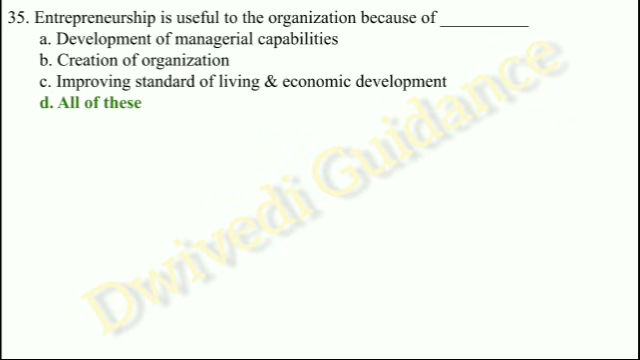 35. Entrepreneurship is useful to the organization because of __________
a. Development of managerial capabilities
b. Creation of organization
c. Improving standard of living & economic development
d. All of these
Dwivedi Guidance